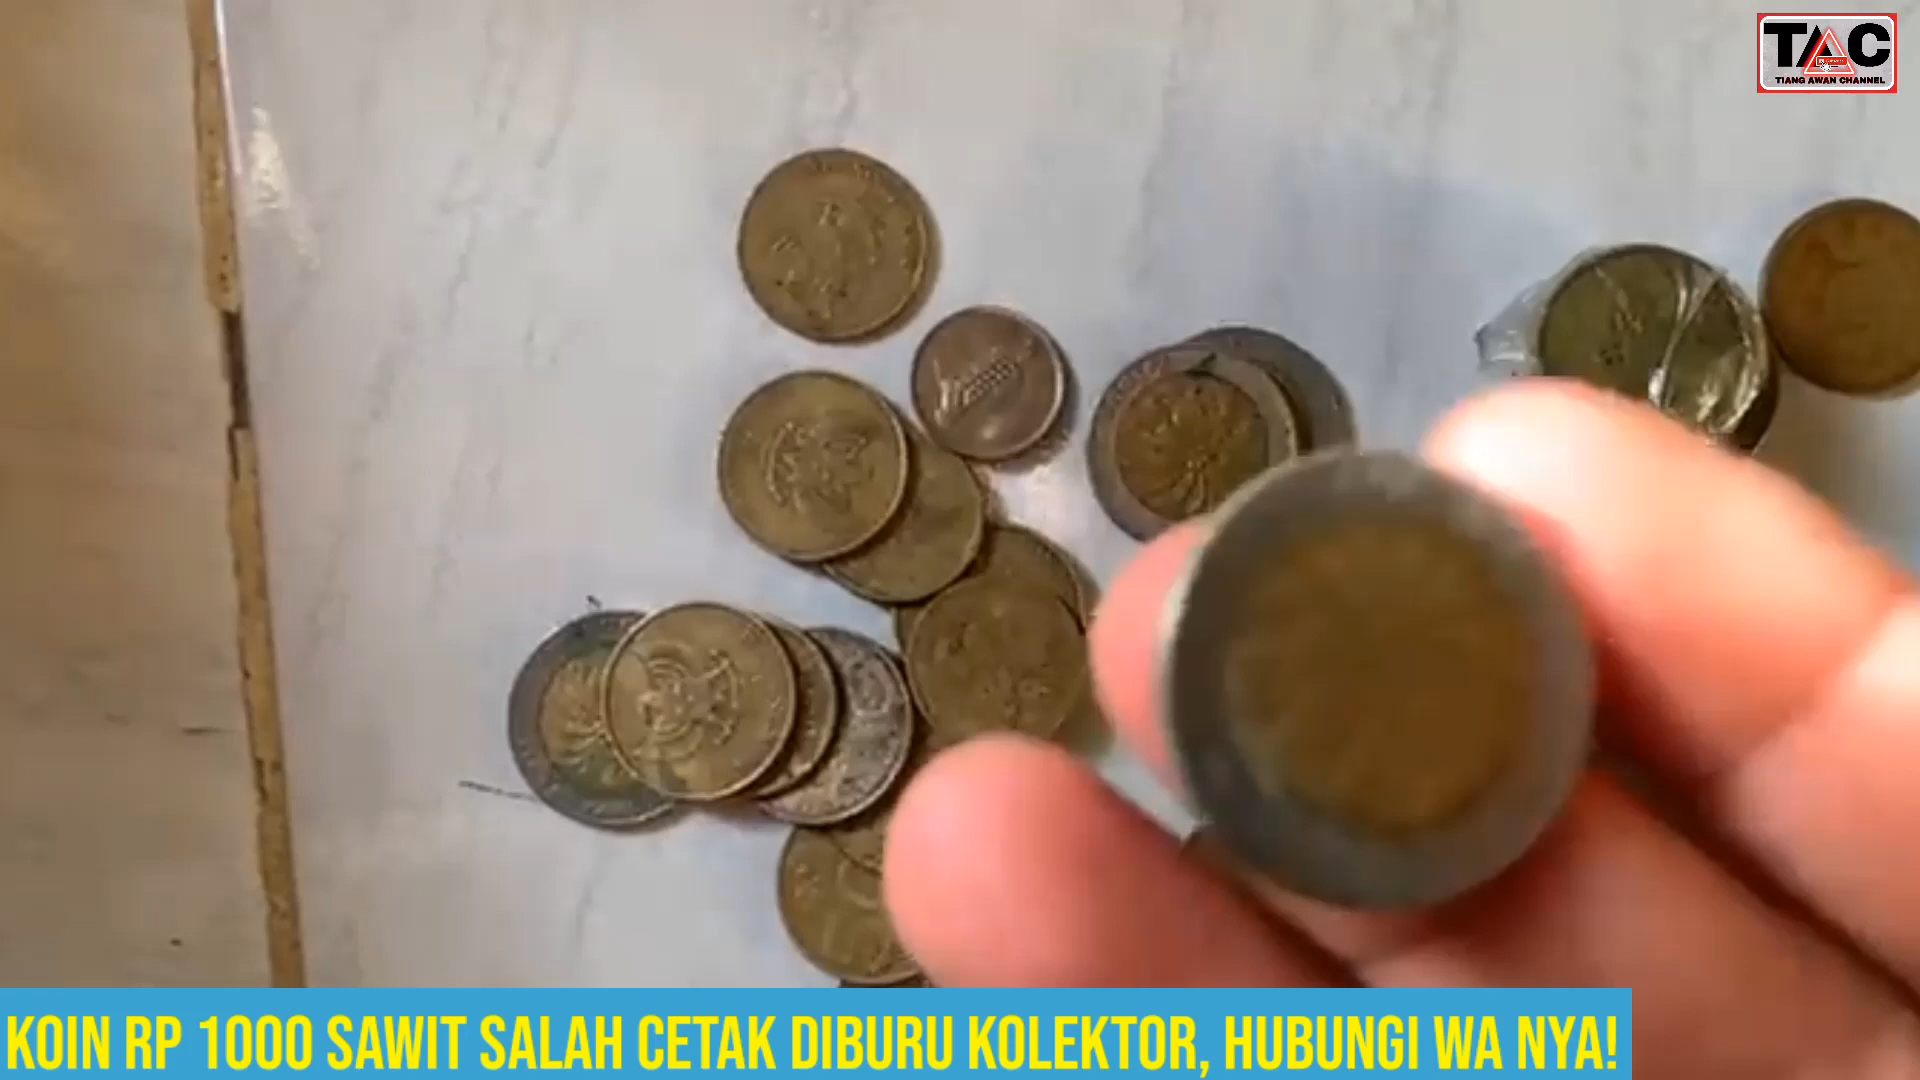 TAC
TIANG AWAN CHANNEL
KOIN RP 1000 SAWIT SALAH CETAK DIBURU KOLEKTOR, HUBUNGI WA NYA!